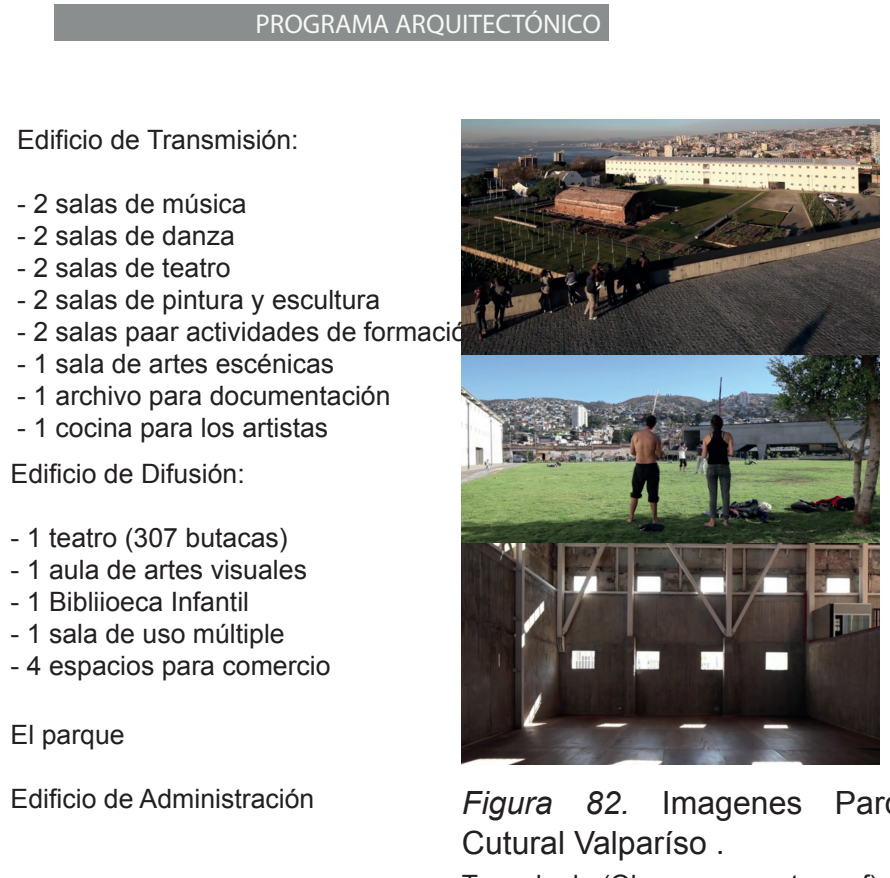 PROGRAMA ARQUITECTÓNICO
Edificio de Transmisión:
- 2 salas de música
- 2 salas de danza
- 2 salas de teatro
- 2 salas de pintura y escultura
- 2 salas paar actividades de formació
- 1 sala de artes escénicas
- 1 archivo para documentación
- 1 cocina para los artistas
Edificio de Difusión:
- 1 teatro (307 butacas)
- 1 aula de artes visuales
- 1 Bibliioeca Infantil
- 1 sala de uso múltiple
- 4 espacios para comercio
El parque
Edificio de Administración
Figura 82. Imagenes Parq
Cutural Valparíso .